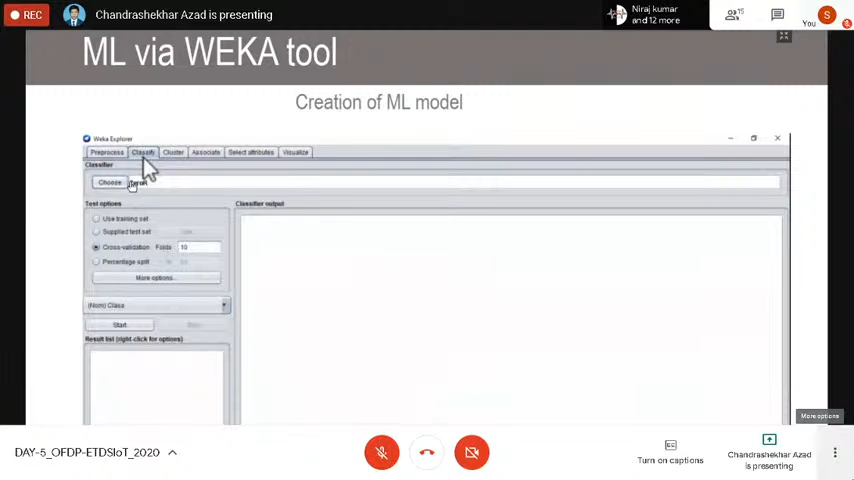 REC
Chandrashekhar Azad is presenting
Niraj kumar
and 12 more
15
S
You
ML via WEKA tool
Creation of ML model
Weka Explorer
Preprocess Classify Cluster Associate Select attributes Visualize
Classifier
Choose ZeroR
Test options
Classifier output
Use training set
Supplied test set
Cross-validation Folds 10
Percentage split
More options...
(Nom) Class
Start
Result list (right-click for options)
More options
DAY-5_OFDP-ETDSIoT_2020
Turn on captions
Chandrashekhar Azad
is presenting